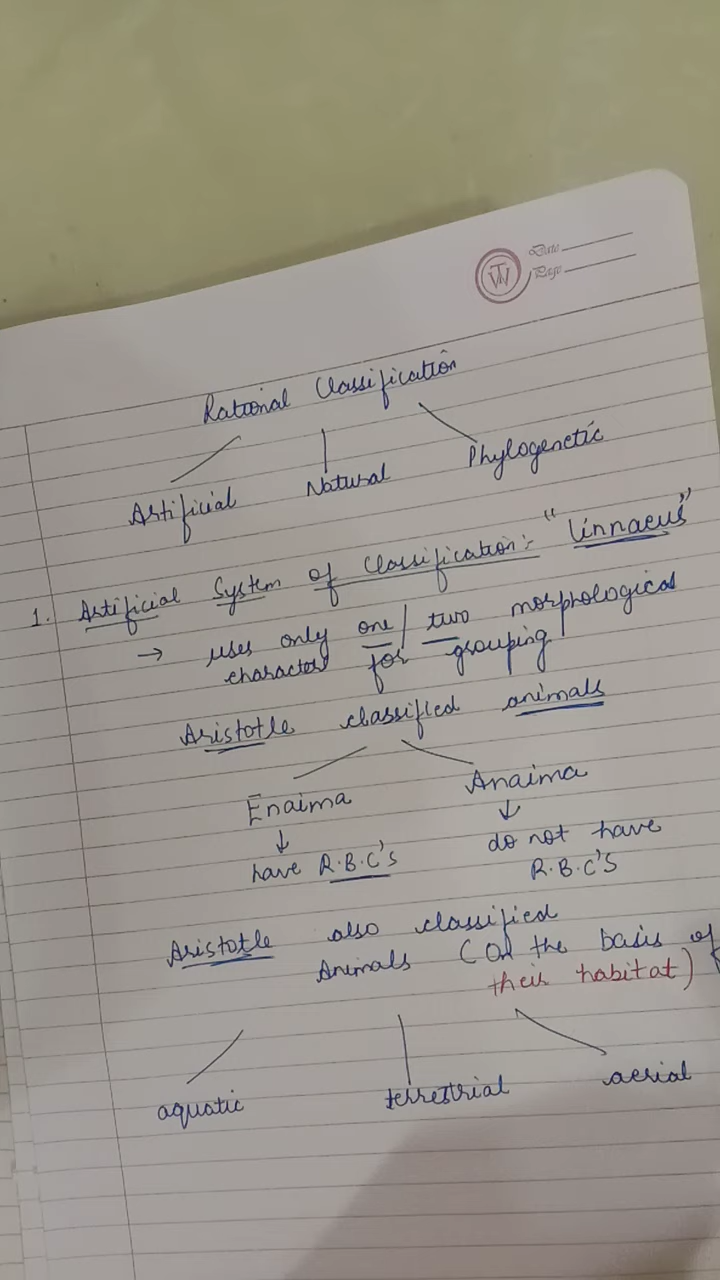 Date
Page
Rational Classification
Artificial Natural Phylogenetic
1. Artificial System of Classification:- "Linnaeus"
→ uses only one/two morphological
character for grouping
Aristotle classified animals
Enaima Anaima
↓ ↓
have R.B.C's do not have
R.B.C'S
Aristotle also classified
Animals (On the basis of
their habitat)
aquatic terrestrial aerial